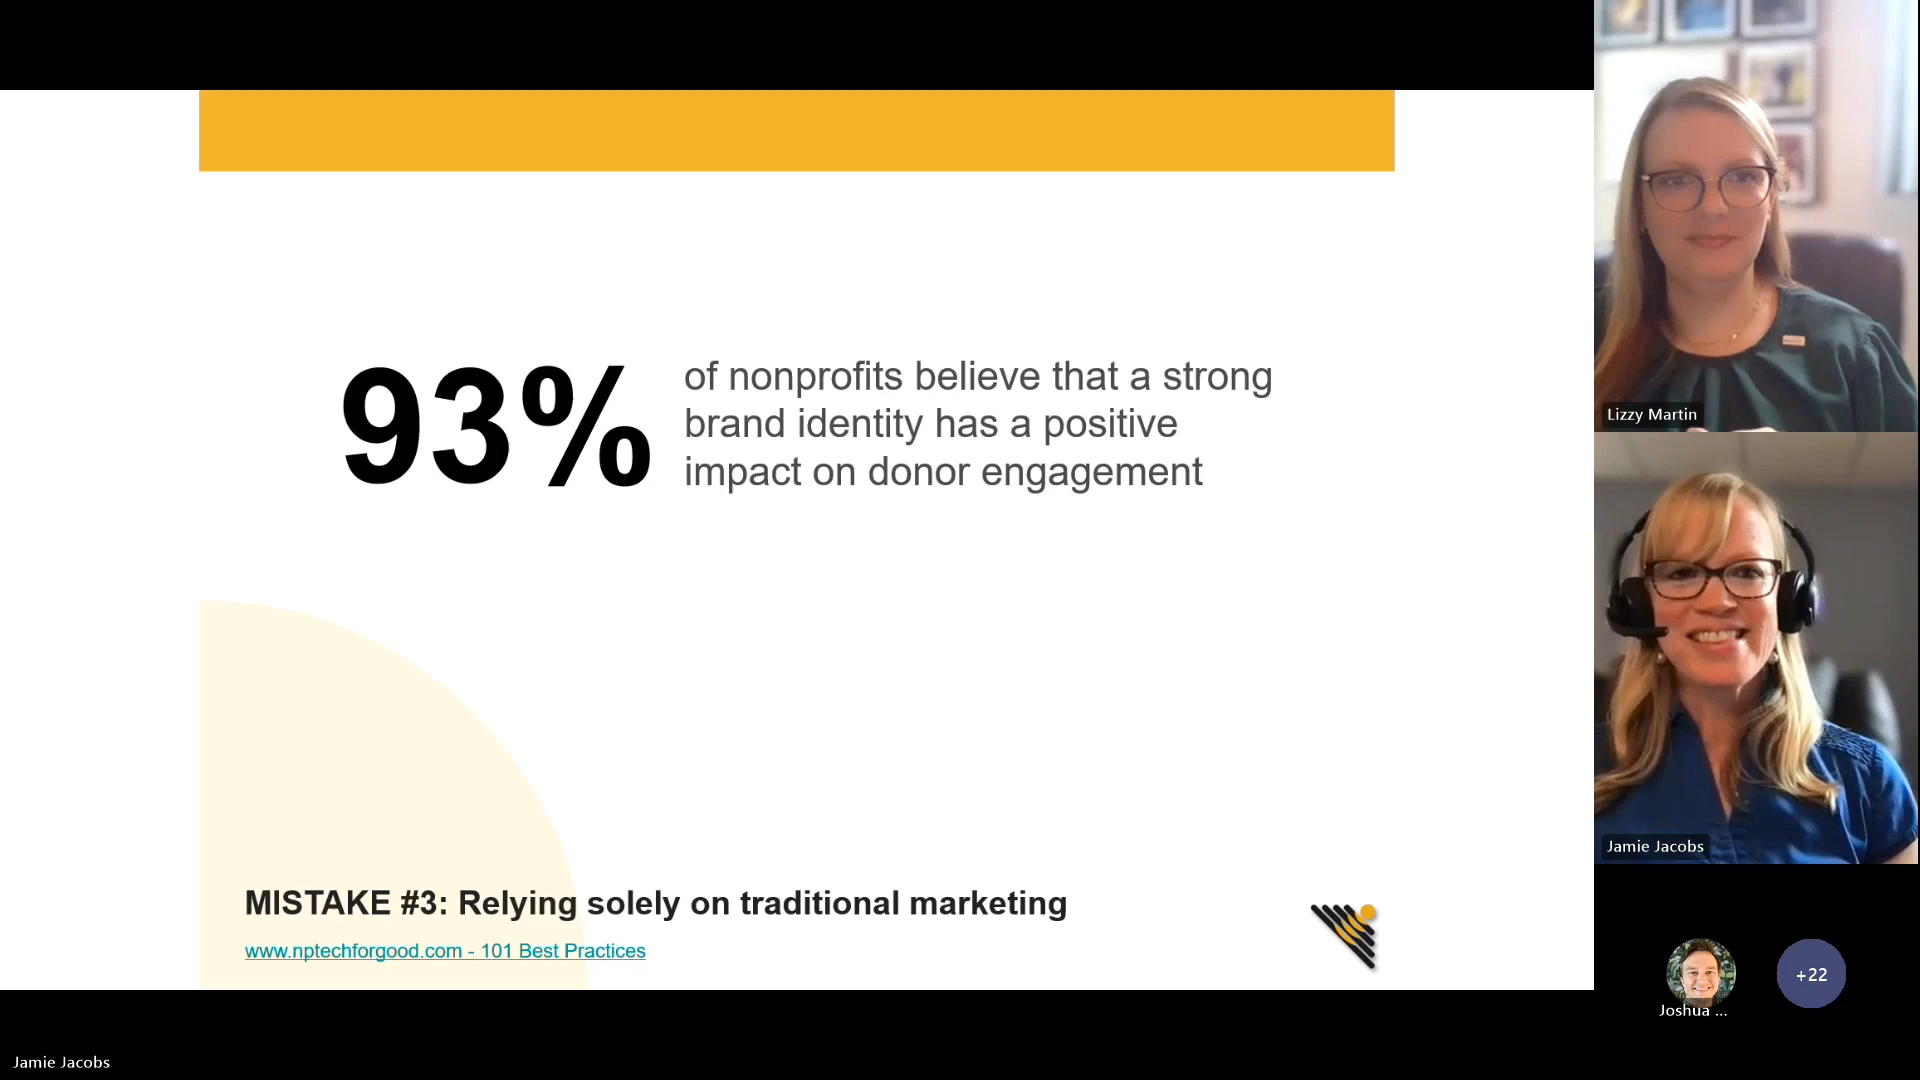 93%
of nonprofits believe that a strong
brand identity has a positive
impact on donor engagement
MISTAKE #3: Relying solely on traditional marketing
www.nptechforgood.com - 101 Best Practices
Lizzy Martin
Jamie Jacobs
Joshua ...
+22
Jamie Jacobs